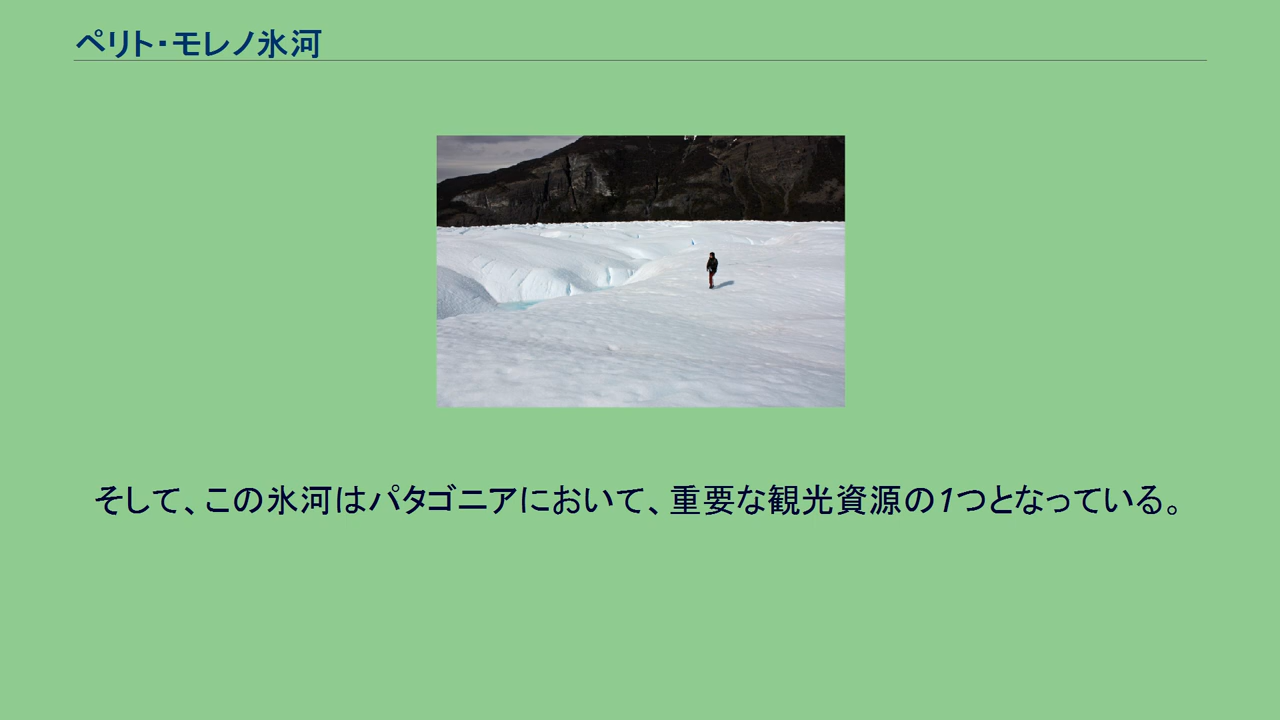 ペリト・モレノ氷河
そして、この氷河はパタゴニアにおいて、重要な観光資源の1つとなっている。